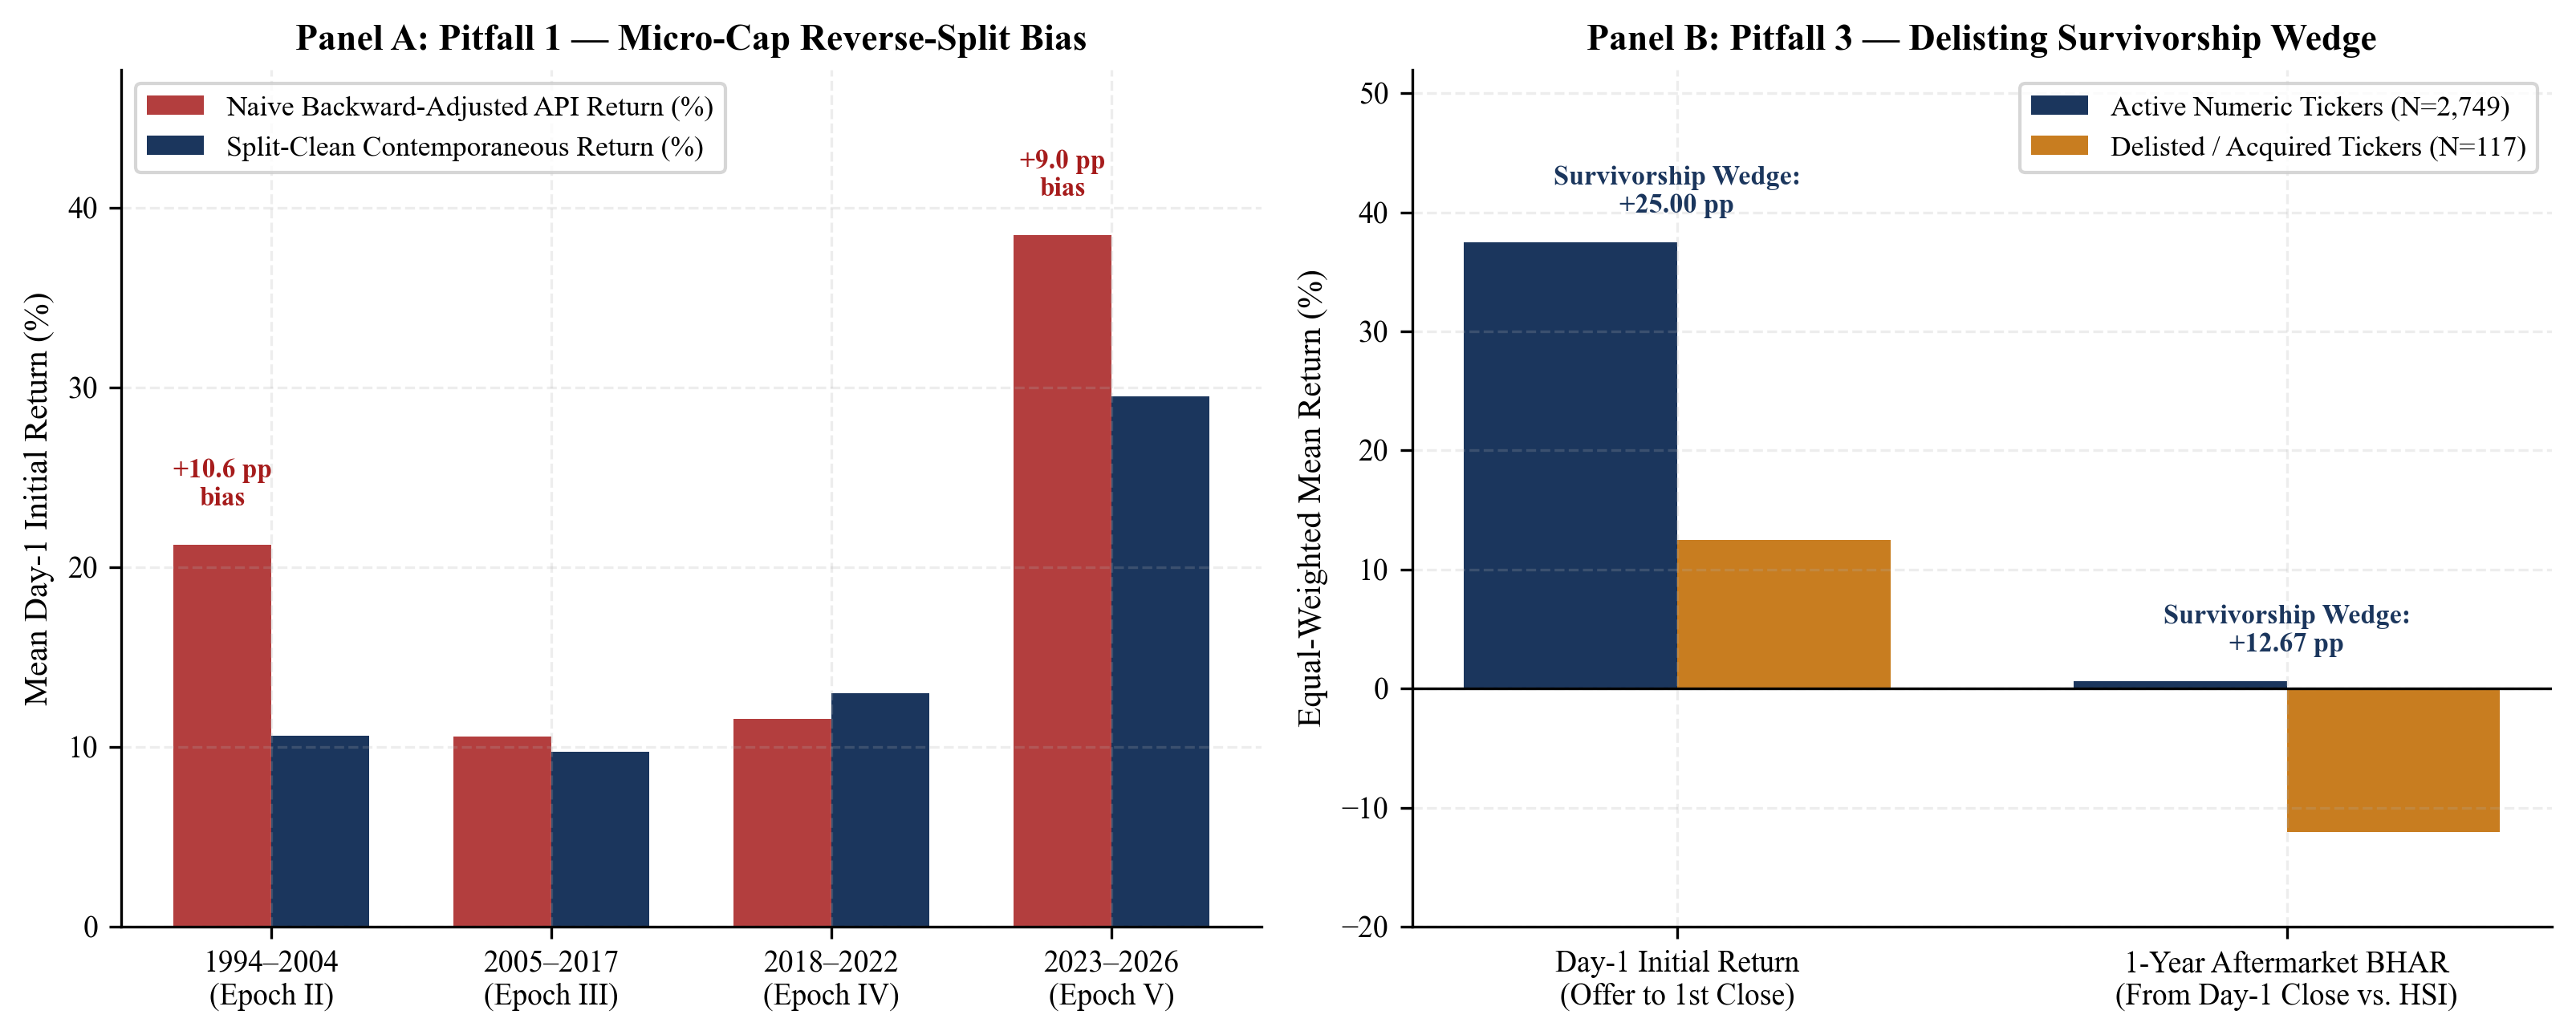 Panel A: Pitfall 1 — Micro-Cap Reverse-Split Bias
Naive Backward-Adjusted API Return (%)
Split-Clean Contemporaneous Return (%)
Mean Day-1 Initial Return (%)
40
30
20
10
0
+10.6 pp
bias
+9.0 pp
bias
1994–2004
(Epoch II)
2005–2017
(Epoch III)
2018–2022
(Epoch IV)
2023–2026
(Epoch V)
Panel B: Pitfall 3 — Delisting Survivorship Wedge
Active Numeric Tickers (N=2,749)
Delisted / Acquired Tickers (N=117)
Equal-Weighted Mean Return (%)
50
40
30
20
10
0
−10
−20
Survivorship Wedge:
+25.00 pp
Survivorship Wedge:
+12.67 pp
Day-1 Initial Return
(Offer to 1st Close)
1-Year Aftermarket BHAR
(From Day-1 Close vs. HSI)